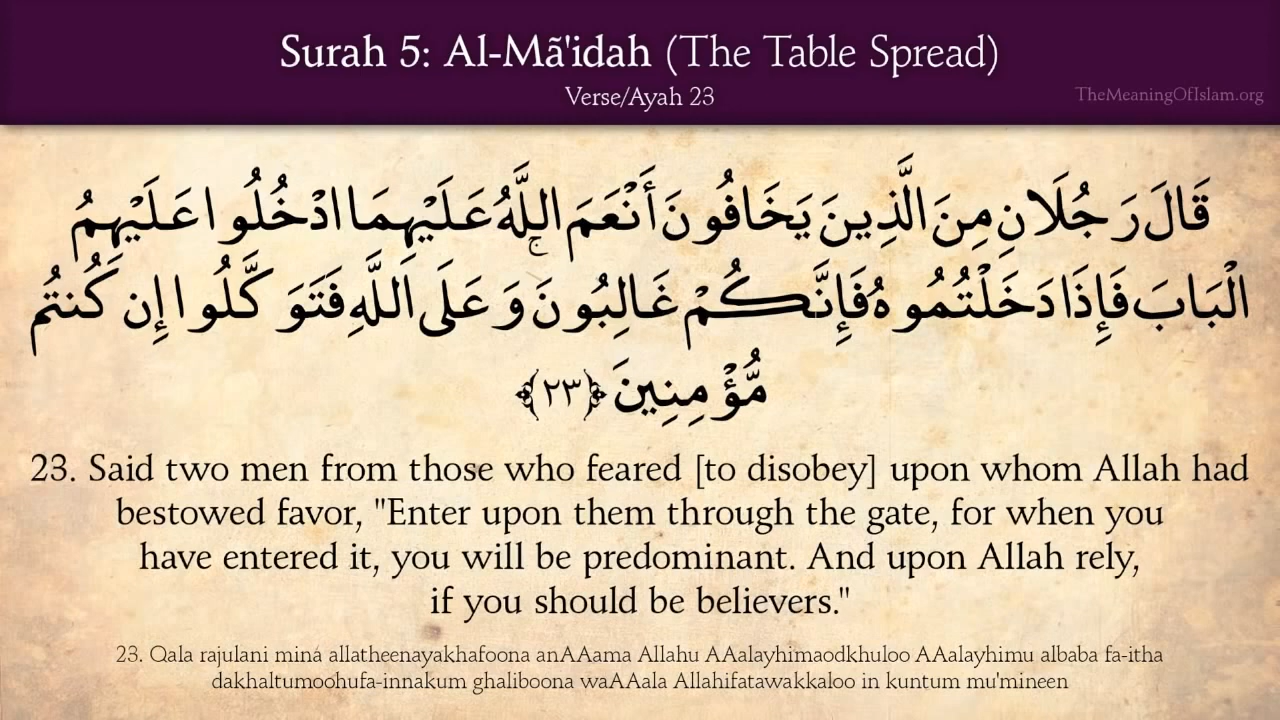 Surah 5: Al-Mã'idah (The Table Spread)
Verse/Ayah 23
TheMeaningOfIslam.org
قَالَ رَجُلَانِ مِنَ الَّذِينَ يَخَافُونَ أَنْعَمَ اللَّهُ عَلَيْهِمَا ادْخُلُوا عَلَيْهِمُ
الْبَابَ فَإِذَا دَخَلْتُمُوهُ فَإِنَّكُمْ غَالِبُونَ ۚ وَعَلَى اللَّهِ فَتَوَكَّلُوا إِن كُنتُم
مُّؤْمِنِينَ ﴿٢٣﴾
23. Said two men from those who feared [to disobey] upon whom Allah had
bestowed favor, "Enter upon them through the gate, for when you
have entered it, you will be predominant. And upon Allah rely,
if you should be believers."
23. Qala rajulani mina allatheenayakhafoona anAAama Allahu AAalayhimaodkhuloo AAalayhimu albaba fa-itha
dakhaltumoohufa-innakum ghaliboona waAAala Allahifatawakkaloo in kuntum mu'mineen